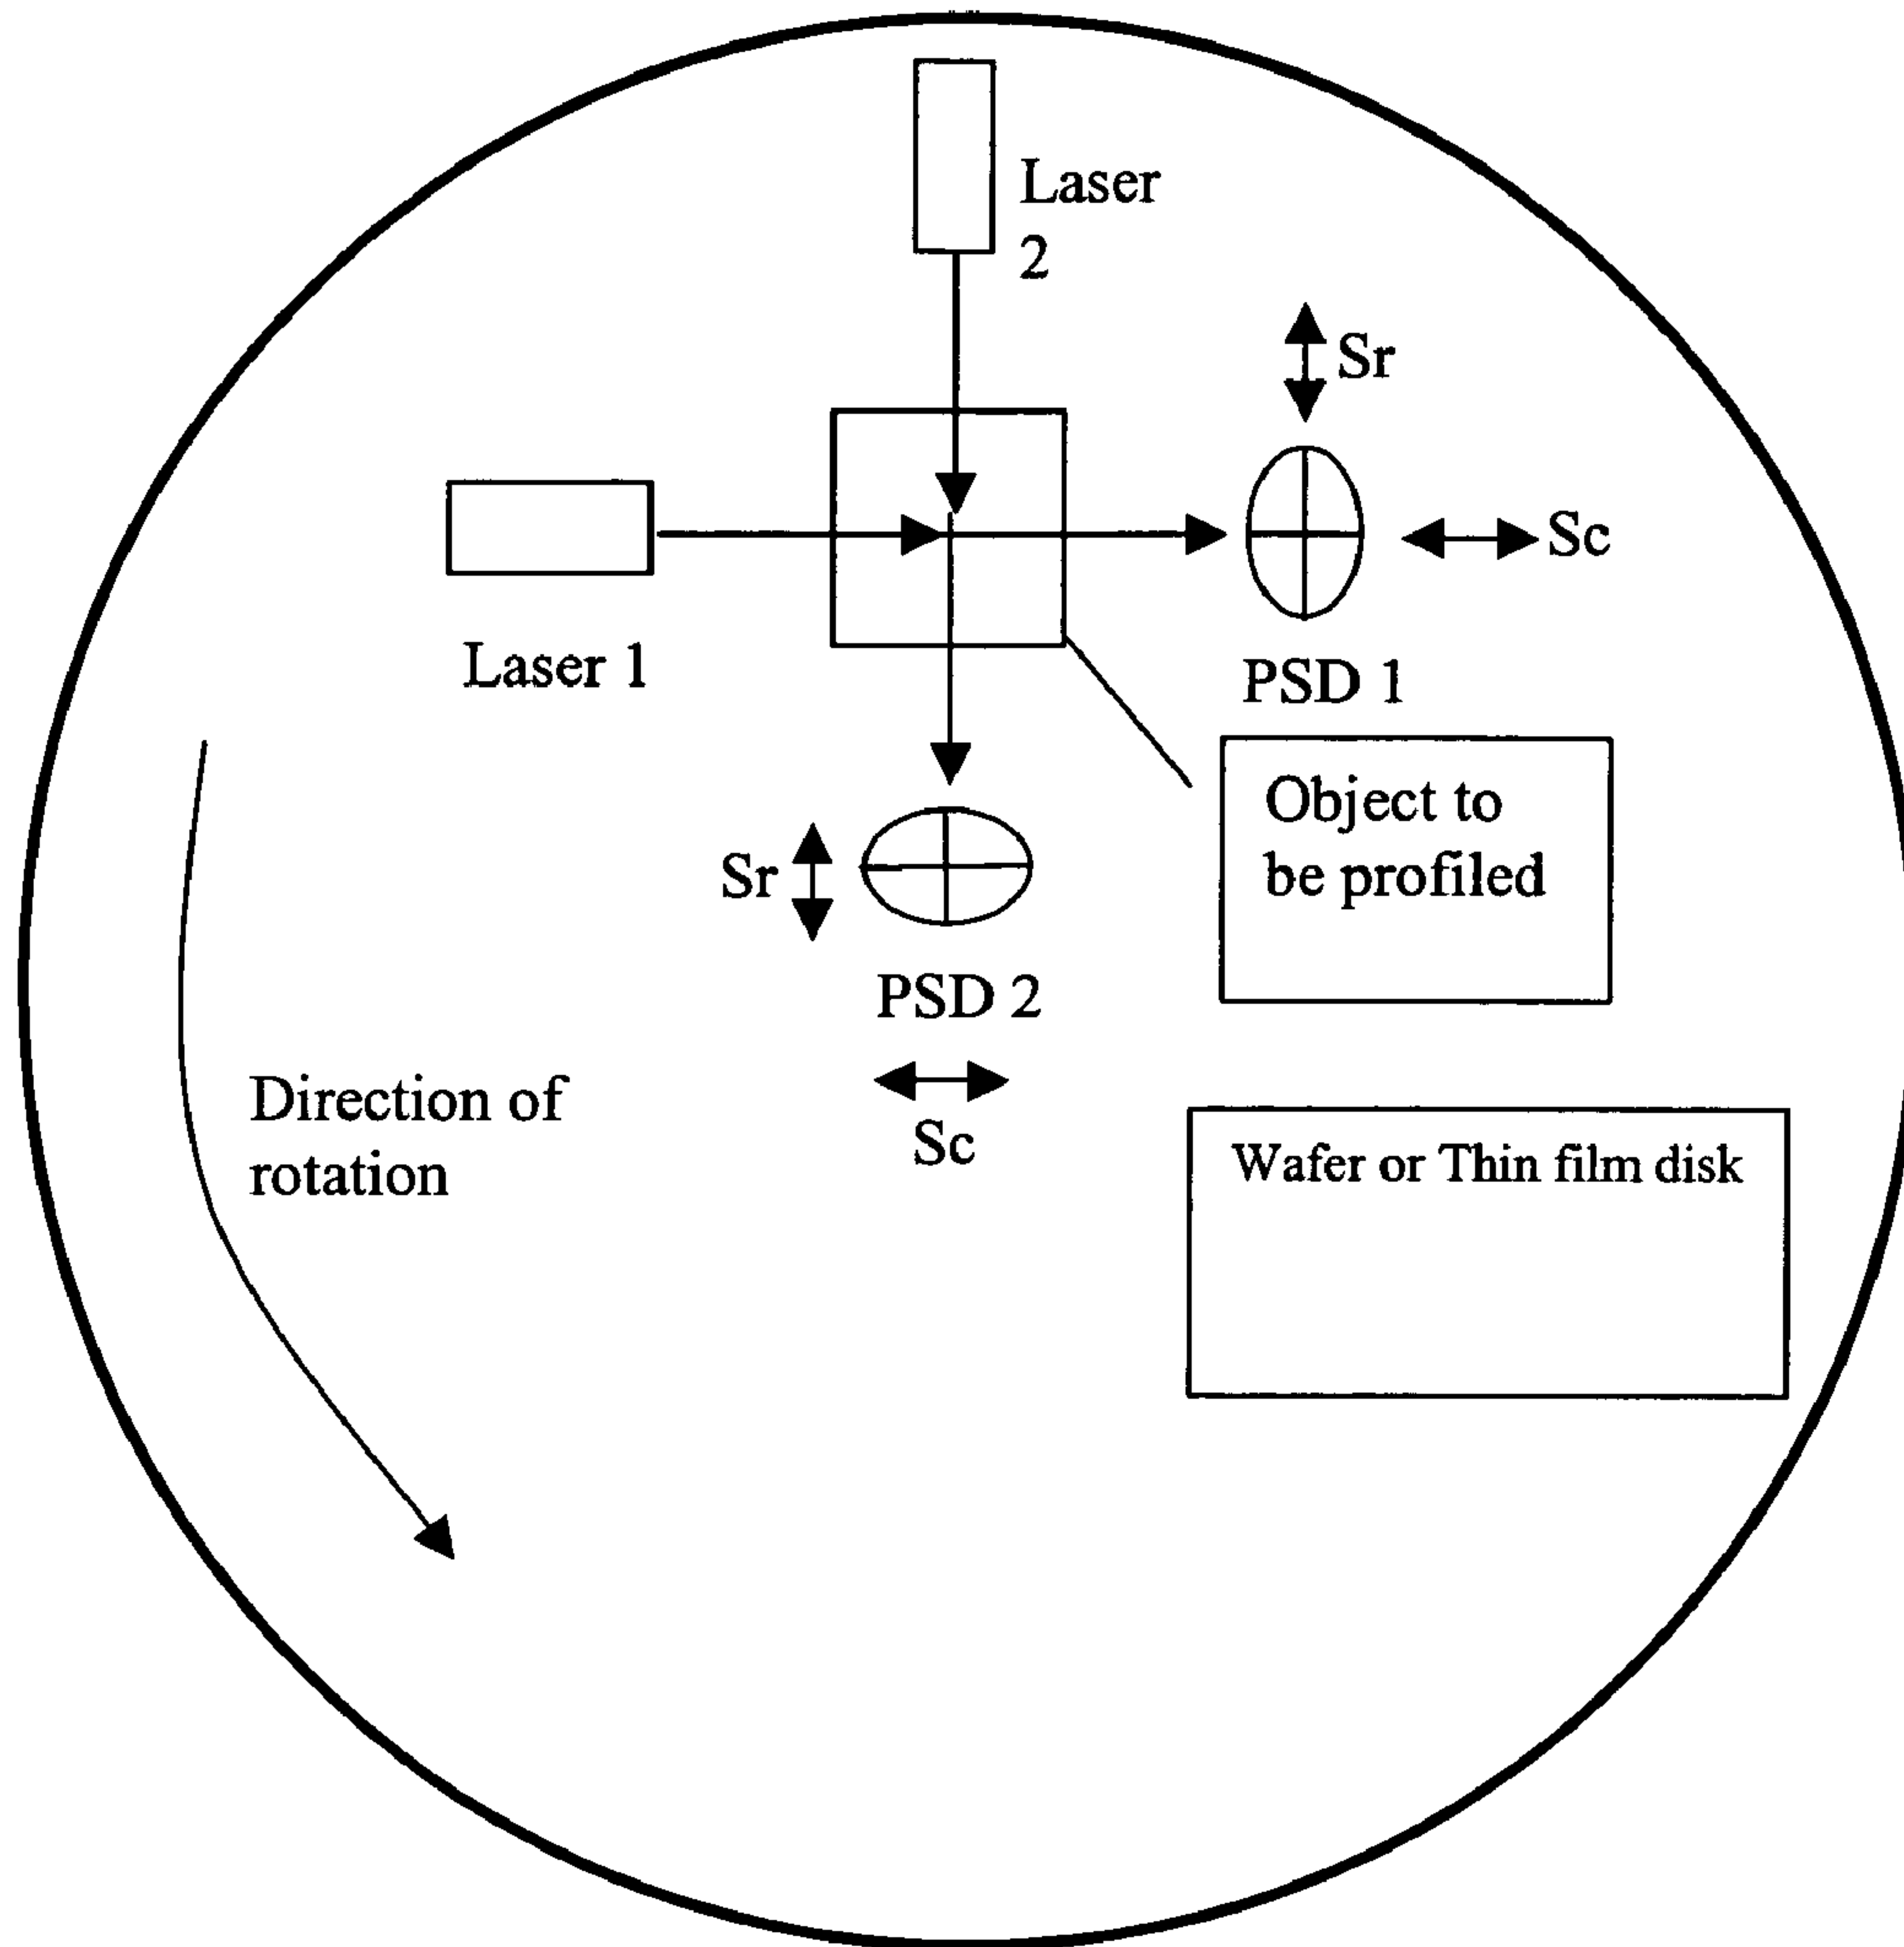 Laser
2
Sr
Sc
Laser 1
PSD 1
Object to
be profiled
Sr
PSD 2
Direction of
rotation
Sc
Wafer or Thin film disk